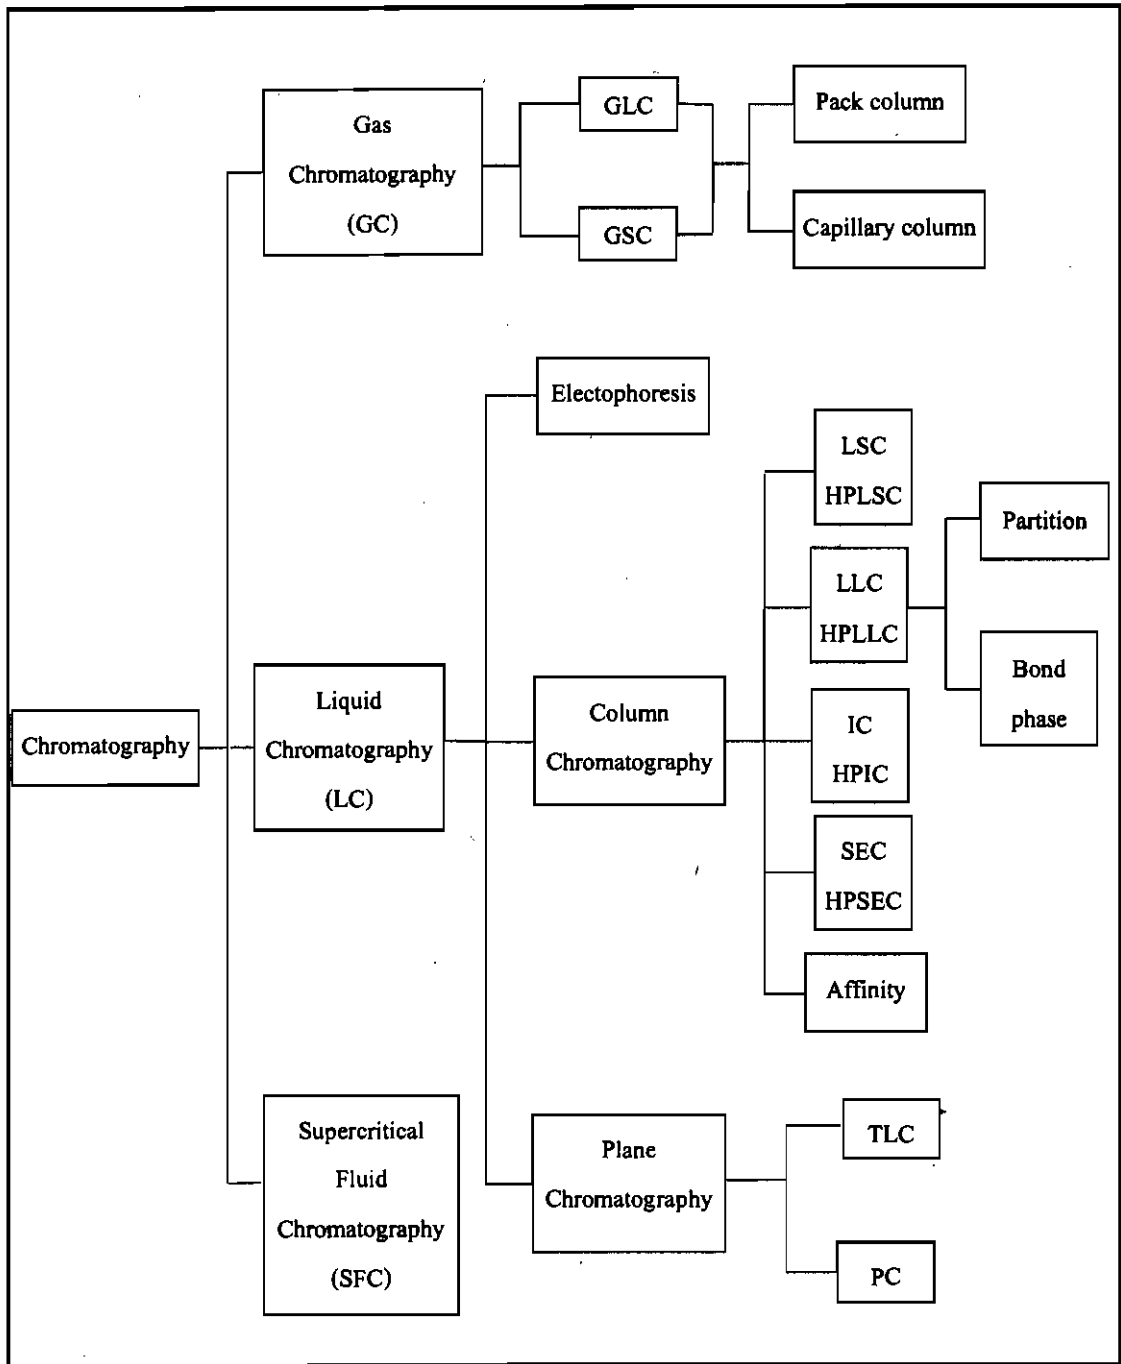 Chromatography
Gas
Chromatography
(GC)
GLC
GSC
Pack column
Capillary column
Liquid
Chromatography
(LC)
Electophoresis
Column
Chromatography
LSC
HPLSC
LLC
HPLLC
Partition
Bond
phase
IC
HPIC
SEC
HPSEC
Affinity
Plane
Chromatography
TLC
PC
Supercritical
Fluid
Chromatography
(SFC)